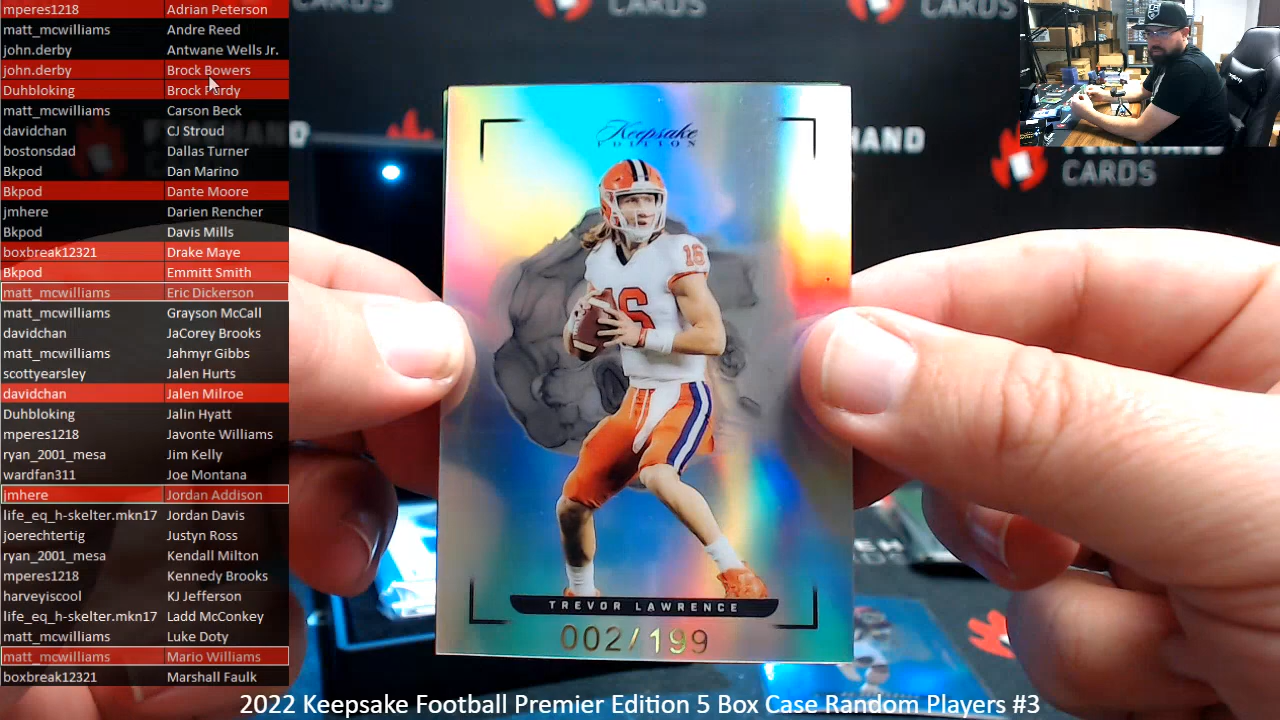 mperes1218 Adrian Peterson
matt_mcwilliams Andre Reed
john.derby Antwane Wells Jr.
john.derby Brock Bowers
Duhbloking Brock Purdy
matt_mcwilliams Carson Beck
davidchan CJ Stroud
bostonsdad Dallas Turner
Bkpod Dan Marino
Bkpod Dante Moore
jmhere Darien Rencher
Bkpod Davis Mills
boxbreak12321 Drake Maye
Bkpod Emmitt Smith
matt_mcwilliams Eric Dickerson
matt_mcwilliams Grayson McCall
davidchan JaCorey Brooks
matt_mcwilliams Jahmyr Gibbs
scottyearsley Jalen Hurts
davidchan Jalen Milroe
Duhbloking Jalin Hyatt
mperes1218 Javonte Williams
ryan_2001_mesa Jim Kelly
wardfan311 Joe Montana
jmhere Jordan Addison
life_eq_h-skelter.mkn17 Jordan Davis
joerechtertig Justyn Ross
ryan_2001_mesa Kendall Milton
mperes1218 Kennedy Brooks
harveyiscool KJ Jefferson
life_eq_h-skelter.mkn17 Ladd McConkey
matt_mcwilliams Luke Doty
matt_mcwilliams Mario Williams
boxbreak12321 Marshall Faulk
CARDS
CARDS
CARDS
Keepsake
EDITION
16
16
TREVOR LAWRENCE
002/199
2022 Keepsake Football Premier Edition 5 Box Case Random Players #3